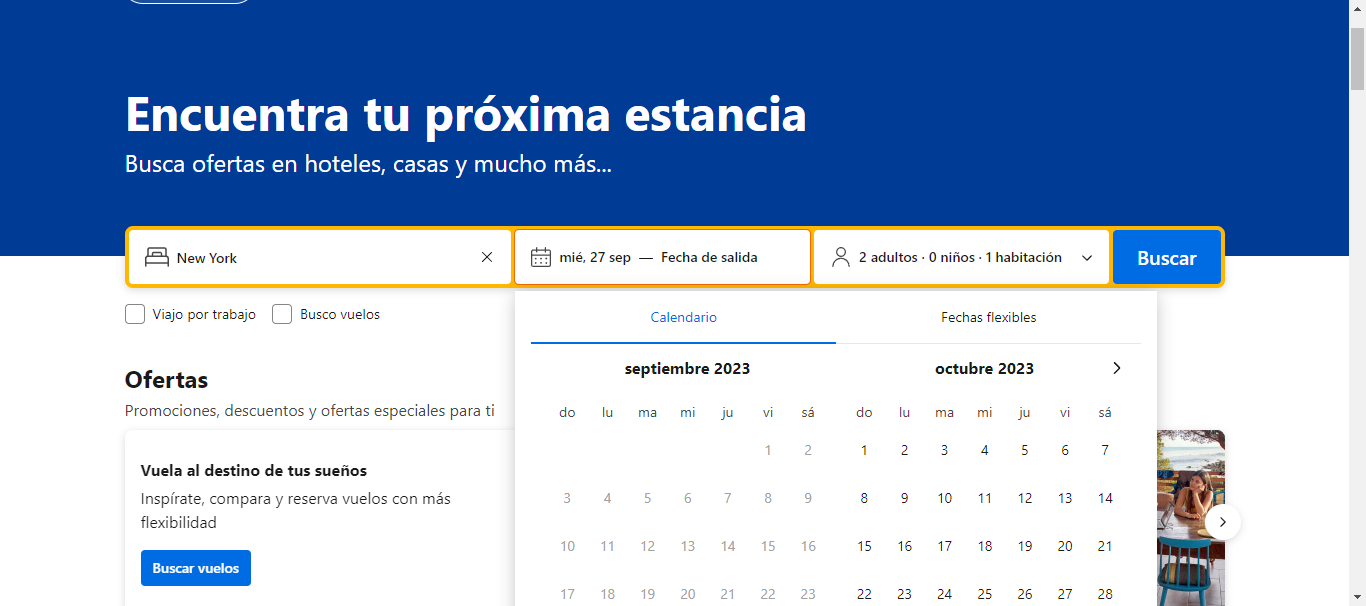 Encuentra tu próxima estancia
Busca ofertas en hoteles, casas y mucho más...
New York
mié, 27 sep — Fecha de salida
2 adultos · 0 niños · 1 habitación
Buscar
Viajo por trabajo
Busco vuelos
Calendario
Fechas flexibles
Ofertas
Promociones, descuentos y ofertas especiales para ti
Vuela al destino de tus sueños
Inspírate, compara y reserva vuelos con más
flexibilidad
Buscar vuelos
septiembre 2023
do lu ma mi ju vi sá
1 2
3 4 5 6 7 8 9
10 11 12 13 14 15 16
17 18 19 20 21 22 23
octubre 2023
do lu ma mi ju vi sá
1 2 3 4 5 6 7
8 9 10 11 12 13 14
15 16 17 18 19 20 21
22 23 24 25 26 27 28